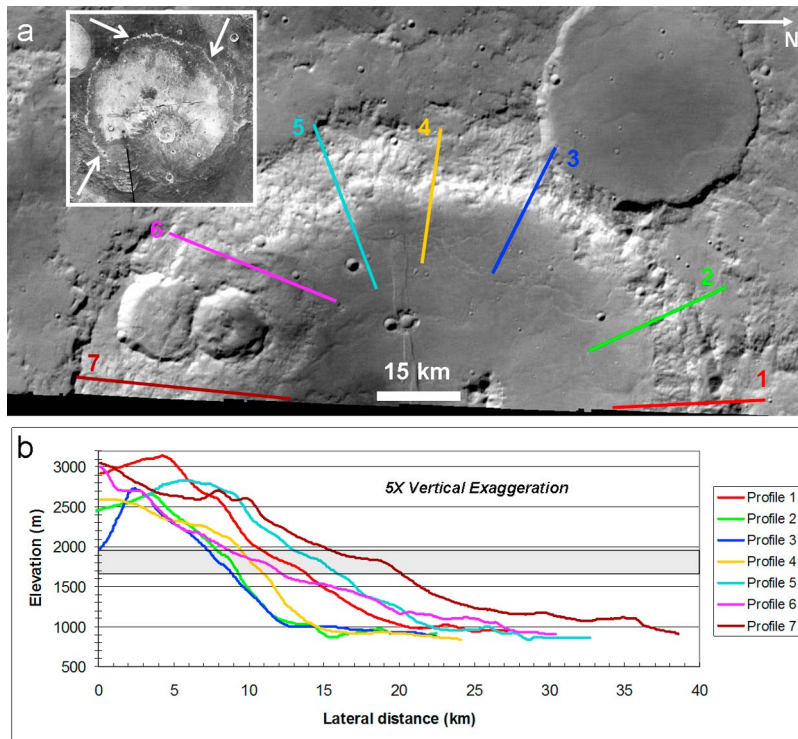 a
N
5
4
3
6
2
7
15 km
1
b
5X Vertical Exaggeration
Elevation (m)
3000
2500
2000
1500
1000
500
0 5 10 15 20 25 30 35 40
Lateral distance (km)
Profile 1
Profile 2
Profile 3
Profile 4
Profile 5
Profile 6
Profile 7